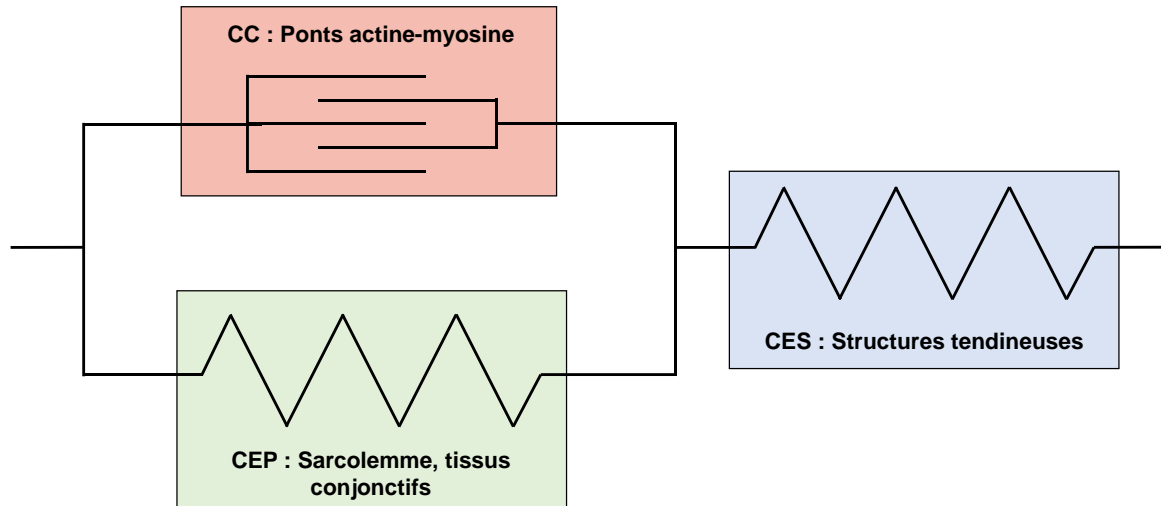 CC : Ponts actine-myosine
CES : Structures tendineuses
CEP : Sarcolemme, tissus
conjonctifs